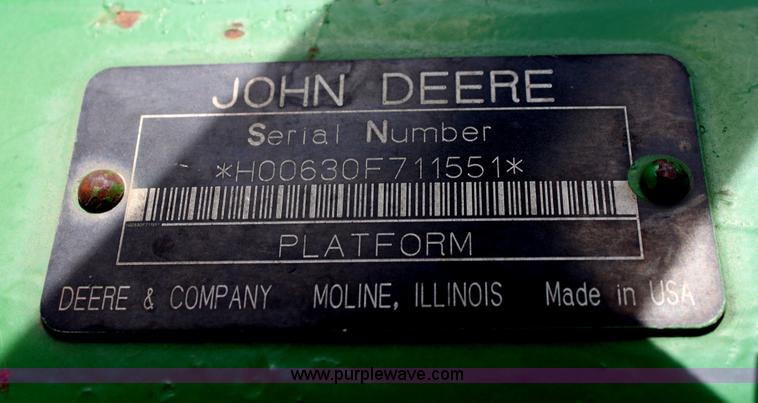 JOHN DEERE
Serial Number
*H00630F711551*
PLATFORM
DEERE & COMPANY MOLINE, ILLINOIS Made in USA
www.purplewave.com